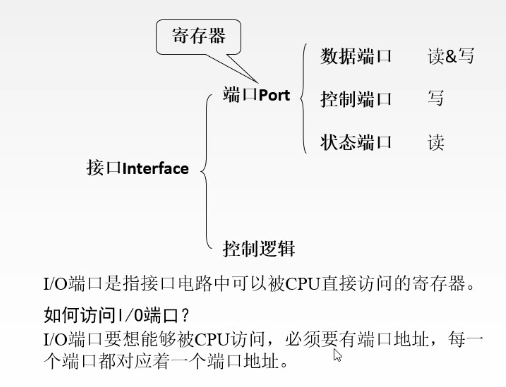 寄存器
数据端口 读&写
端口Port
控制端口 写
状态端口 读
接口Interface
控制逻辑
I/O端口是指接口电路中可以被CPU直接访问的寄存器。
如何访问I/O端口?
I/O端口要想能够被CPU访问，必须要有端口地址，每一
个端口都对应着一个端口地址。